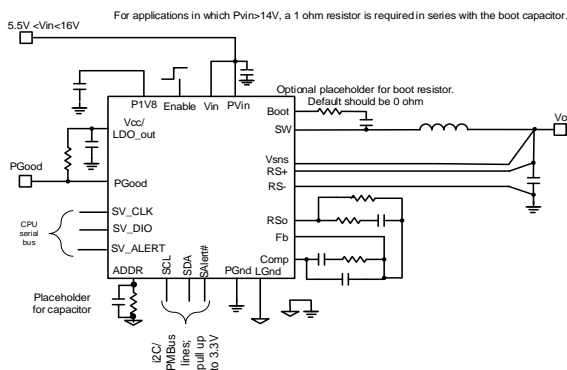 For applications in which Pvin>14V, a 1 ohm resistor is required in series with the boot capacitor.
5.5V <Vin<16V
P1V8
Enable
Vin
PVin
Optional placeholder for boot resistor.
Default should be 0 ohm
Boot
SW
Vo
Vcc/
LDO_out
Vsns
RS+
RS-
PGood
PGood
SV_CLK
SV_DIO
SV_ALERT
CPU
serial
bus
RSo
Fb
Comp
ADDR
SCL
SDA
SAlert#
PGnd
LGnd
Placeholder
for capacitor
i2C/
PMBus
lines;
pull up
to 3.3V